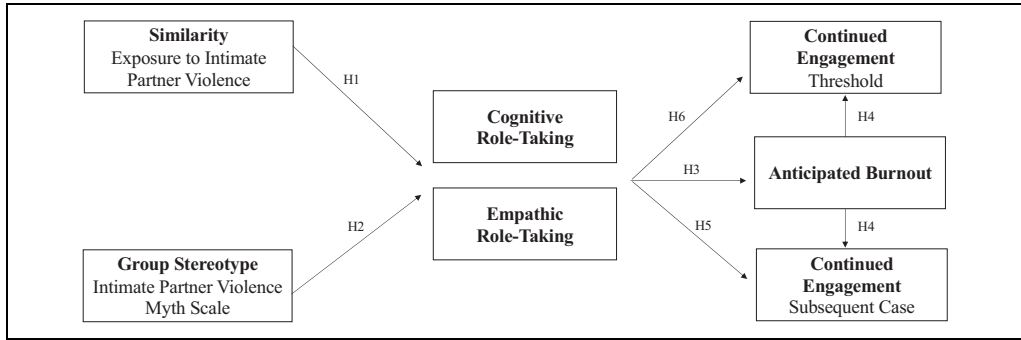 Similarity
Exposure to Intimate
Partner Violence
H1
Group Stereotype
Intimate Partner Violence
Myth Scale
H2
Cognitive
Role-Taking
Empathic
Role-Taking
H6
H3
H5
Continued
Engagement
Threshold
H4
Anticipated Burnout
H4
Continued
Engagement
Subsequent Case